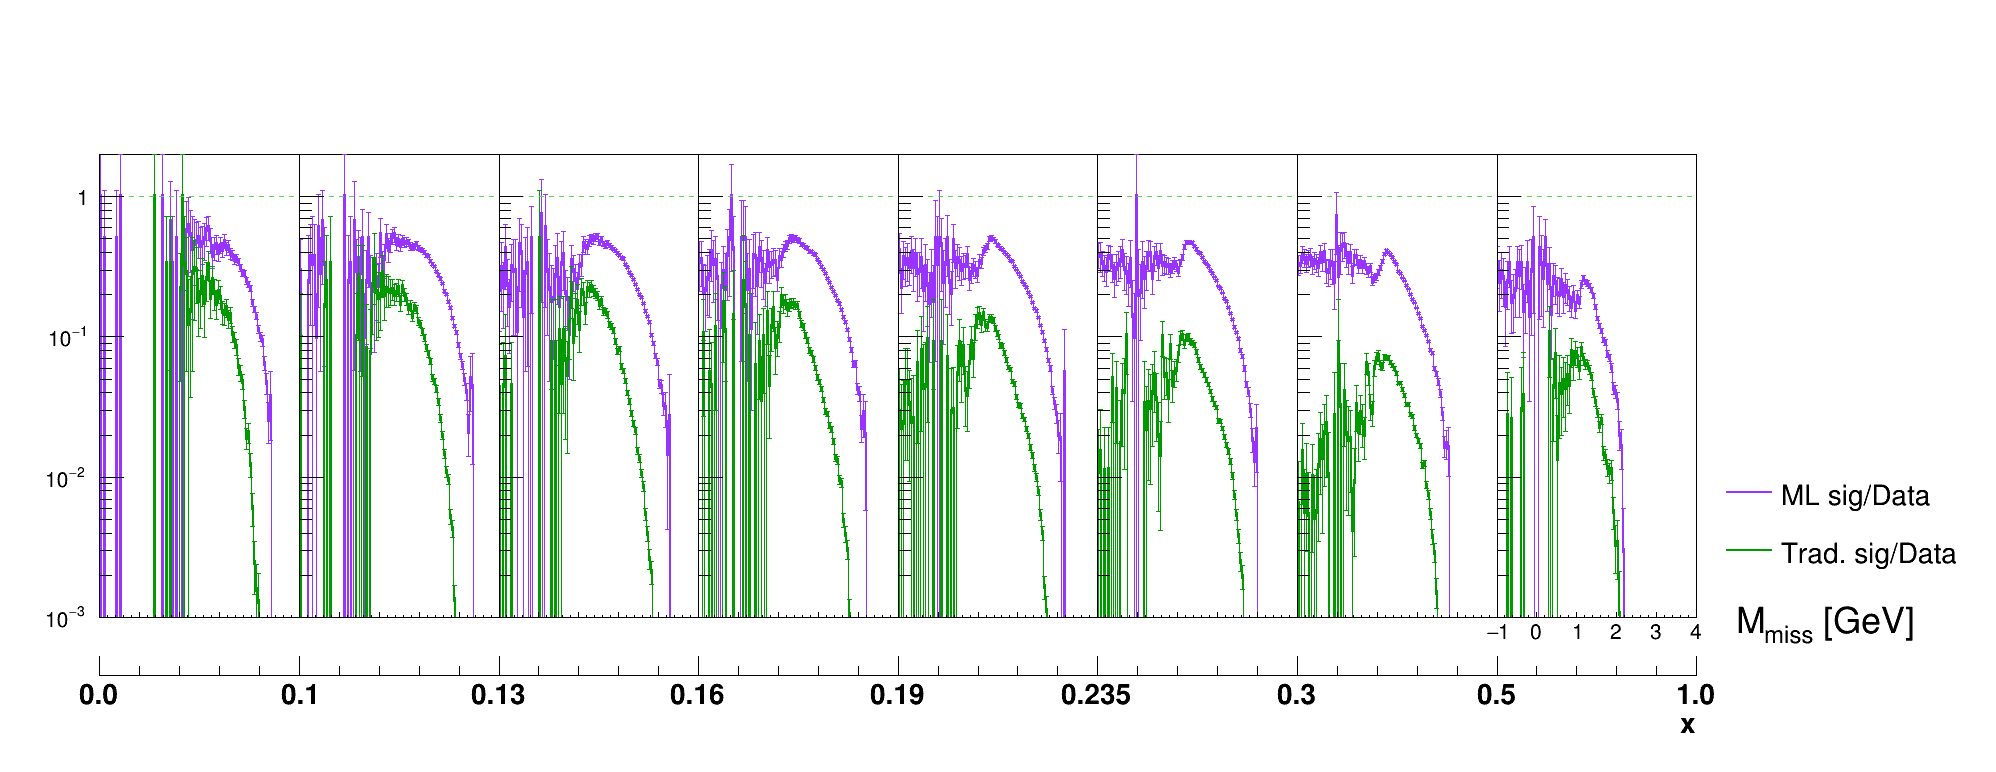 1
10⁻¹
10⁻²
10⁻³
ML sig/Data
Trad. sig/Data
−1 0 1 2 3 4
M_miss [GeV]
0.0 0.1 0.13 0.16 0.19 0.235 0.3 0.5 1.0
x